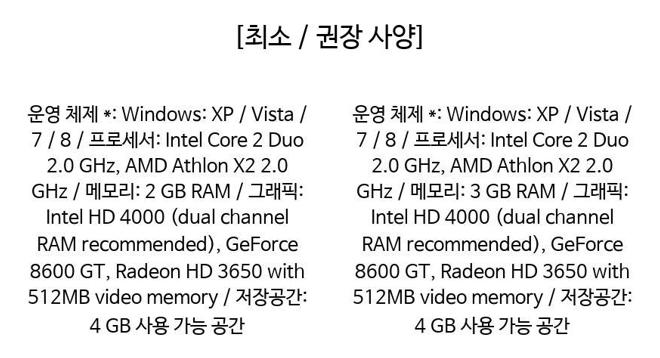 [최소 / 권장 사양]
운영 체제 *: Windows: XP / Vista /
7 / 8 / 프로세서: Intel Core 2 Duo
2.0 GHz, AMD Athlon X2 2.0
GHz / 메모리: 2 GB RAM / 그래픽:
Intel HD 4000 (dual channel
RAM recommended), GeForce
8600 GT, Radeon HD 3650 with
512MB video memory / 저장공간:
4 GB 사용 가능 공간
운영 체제 *: Windows: XP / Vista /
7 / 8 / 프로세서: Intel Core 2 Duo
2.0 GHz, AMD Athlon X2 2.0
GHz / 메모리: 3 GB RAM / 그래픽:
Intel HD 4000 (dual channel
RAM recommended), GeForce
8600 GT, Radeon HD 3650 with
512MB video memory / 저장공간:
4 GB 사용 가능 공간